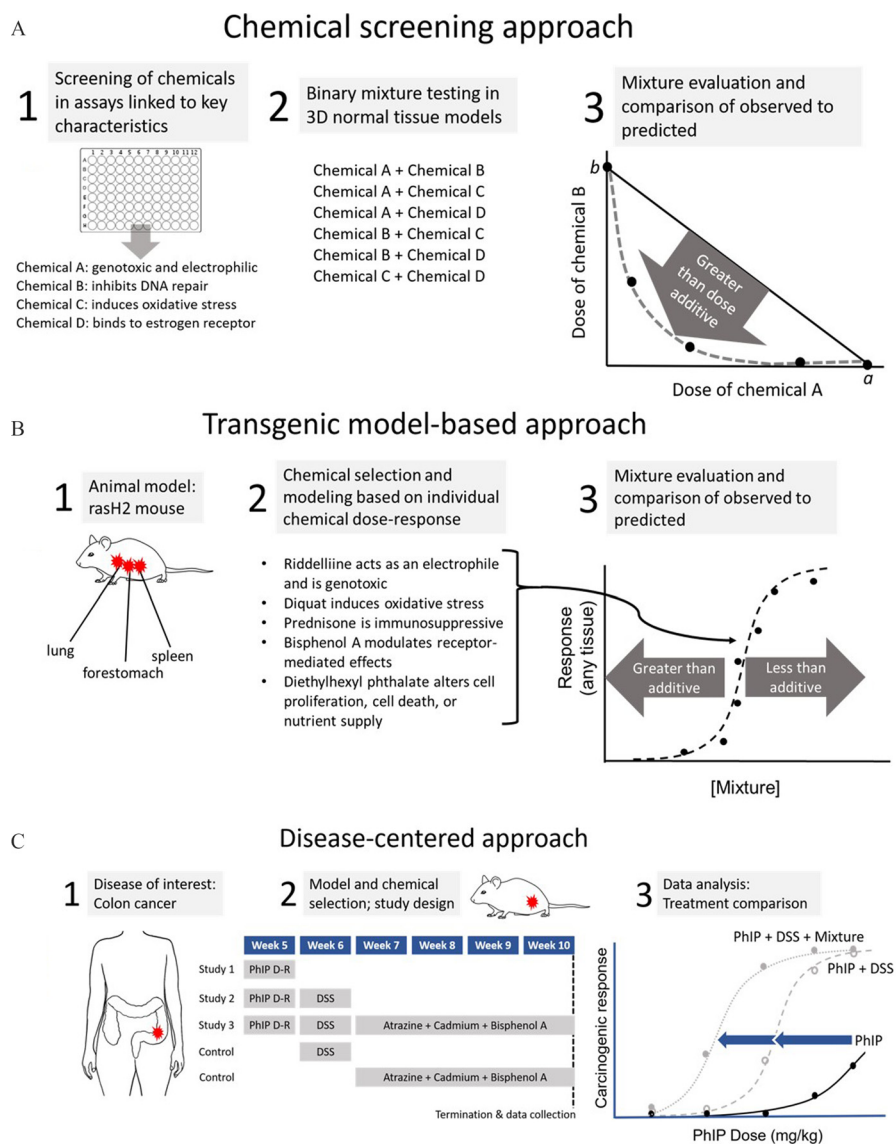 A
Chemical screening approach
1
Screening of chemicals
in assays linked to key
characteristics
1 2 3 4 5 6 7 8 9 10 11 12
A
B
C
D
E
F
G
H
Chemical A: genotoxic and electrophilic
Chemical B: inhibits DNA repair
Chemical C: induces oxidative stress
Chemical D: binds to estrogen receptor
2
Binary mixture testing in
3D normal tissue models
Chemical A + Chemical B
Chemical A + Chemical C
Chemical A + Chemical D
Chemical B + Chemical C
Chemical B + Chemical D
Chemical C + Chemical D
3
Mixture evaluation and
comparison of observed to
predicted
b
Dose of chemical B
Greater
than dose
additive
a
Dose of chemical A
B
Transgenic model-based approach
1
Animal model:
rasH2 mouse
lung
forestomach
spleen
2
Chemical selection and
modeling based on individual
chemical dose-response
• Riddelliine acts as an electrophile
and is genotoxic
• Diquat induces oxidative stress
• Prednisone is immunosuppressive
• Bisphenol A modulates receptor-
mediated effects
• Diethylhexyl phthalate alters cell
proliferation, cell death, or
nutrient supply
3
Mixture evaluation and
comparison of observed to
predicted
Response
(any tissue)
Greater than
additive
Less than
additive
[Mixture]
C
Disease-centered approach
1
Disease of interest:
Colon cancer
2
Model and chemical
selection; study design
Week 5 Week 6 Week 7 Week 8 Week 9 Week 10
Study 1 PhIP D-R
Study 2 PhIP D-R DSS
Study 3 PhIP D-R DSS Atrazine + Cadmium + Bisphenol A
Control DSS
Control Atrazine + Cadmium + Bisphenol A
Termination & data collection
3
Data analysis:
Treatment comparison
Carcinogenic response
PhIP + DSS + Mixture
PhIP + DSS
PhIP
PhIP Dose (mg/kg)